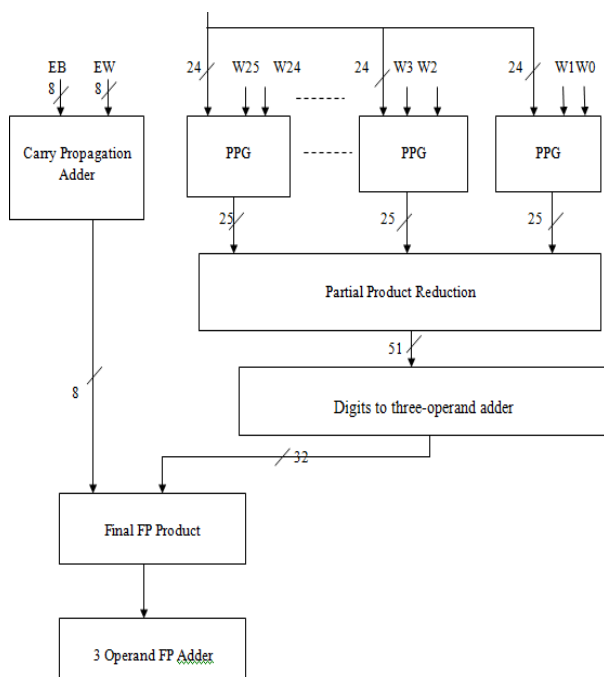 EB EW 24 W25 W24 24 W3 W2 24 W1W0
8 8
Carry Propagation
Adder
PPG PPG PPG
25 25 25
Partial Product Reduction
51
8
Digits to three-operand adder
32
Final FP Product
3 Operand FP Adder